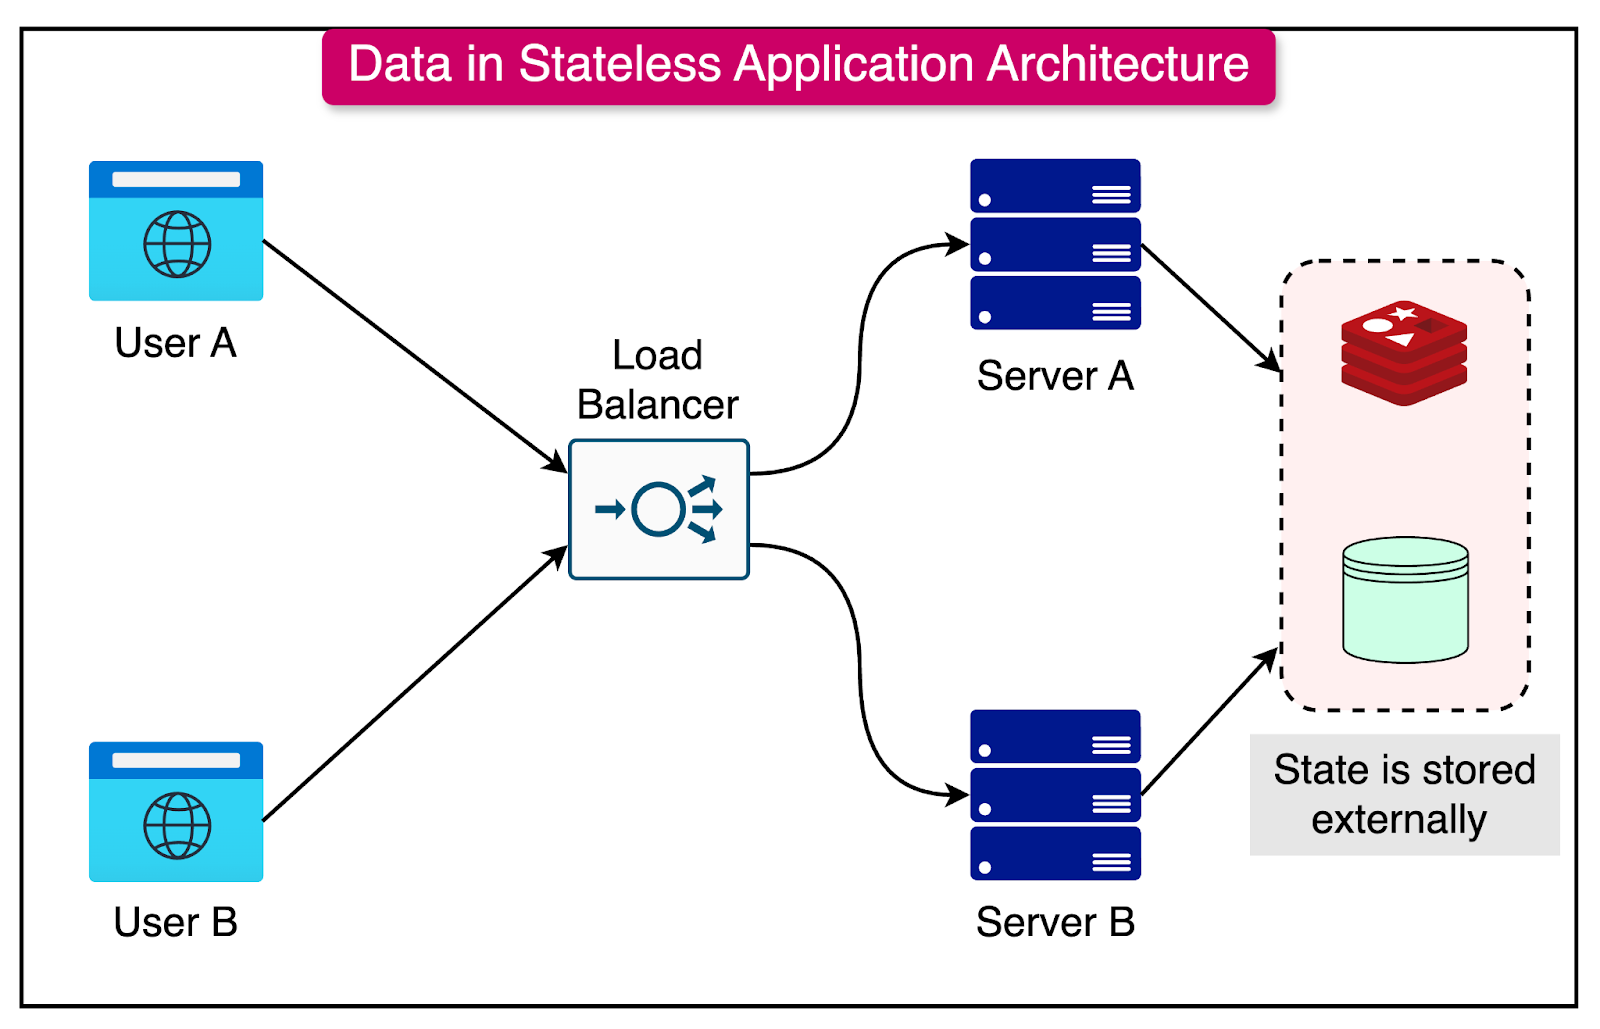 Data in Stateless Application Architecture
User A
Load
Balancer
Server A
State is stored
externally
User B
Server B